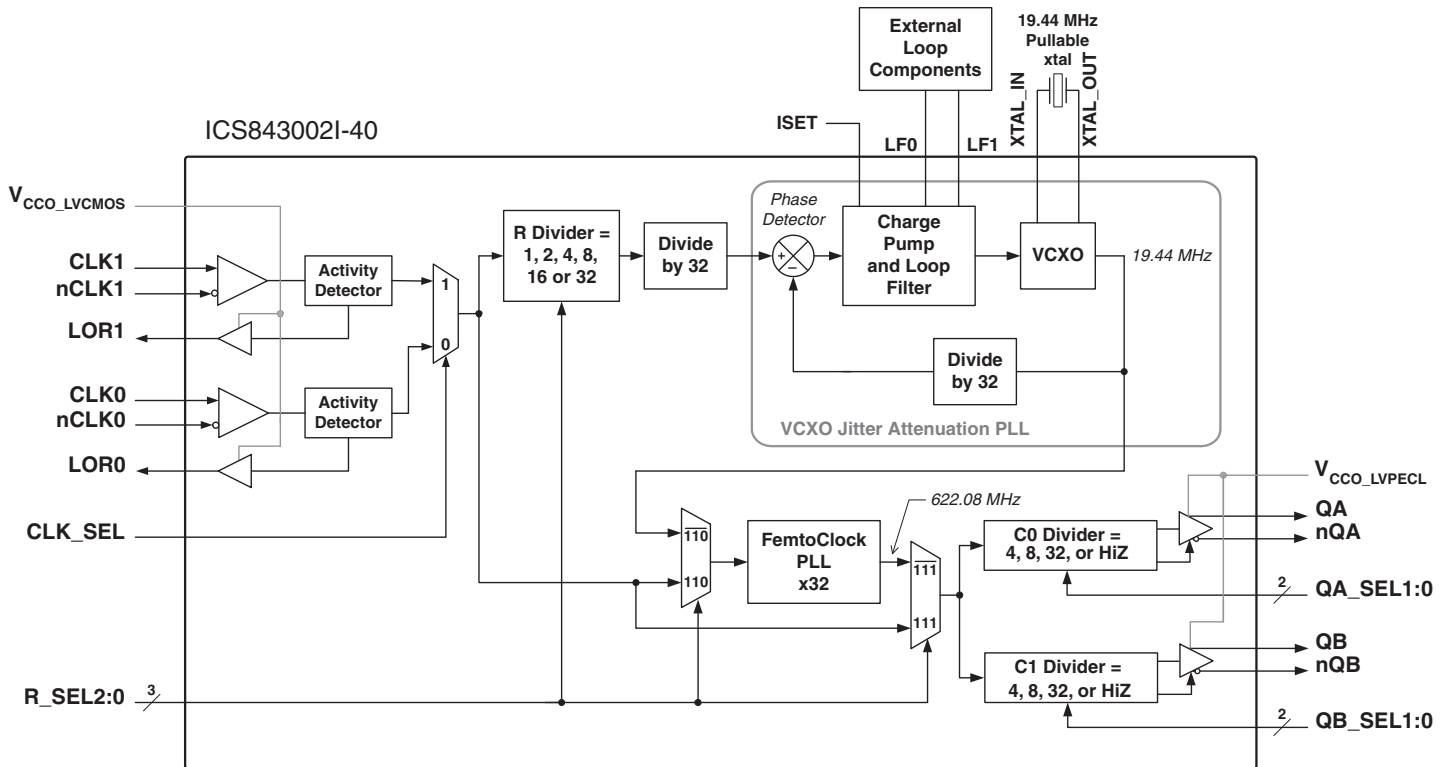 External
Loop
Components
19.44 MHz
Pullable
xtal
XTAL_IN
XTAL_OUT
ISET
LF0
LF1
ICS843002I-40
VCCO_LVCMOS
CLK1
nCLK1
LOR1
CLK0
nCLK0
LOR0
CLK_SEL
R_SEL2:0
3
Activity
Detector
Activity
Detector
1
0
R Divider =
1, 2, 4, 8,
16 or 32
Divide
by 32
Phase
Detector
+
−
Charge
Pump
and Loop
Filter
VCXO
19.44 MHz
Divide
by 32
VCXO Jitter Attenuation PLL
110
110
FemtoClock
PLL
x32
622.08 MHz
111
111
C0 Divider =
4, 8, 32, or HiZ
C1 Divider =
4, 8, 32, or HiZ
VCCO_LVPECL
QA
nQA
2
QA_SEL1:0
QB
nQB
2
QB_SEL1:0